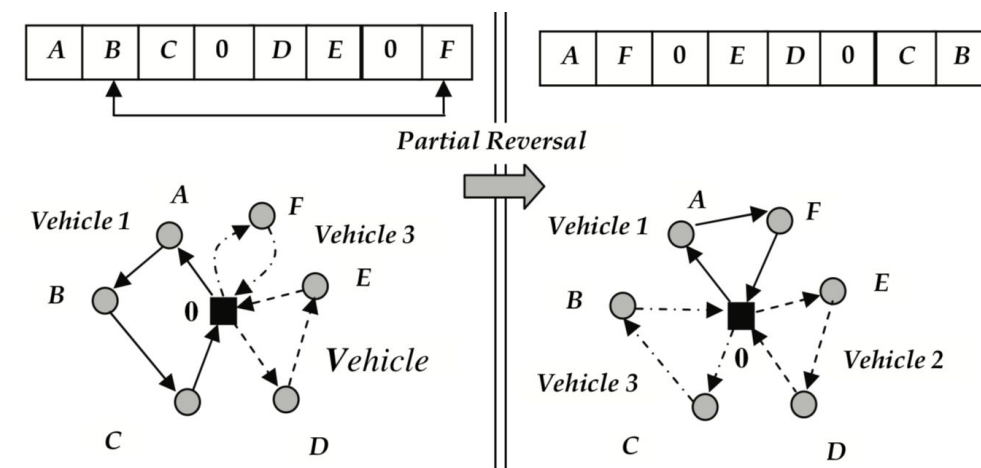 A B C 0 D E 0 F
A F 0 E D 0 C B
Partial Reversal
A
F
Vehicle 1
Vehicle 3
B
E
0
Vehicle
C
D
A
F
Vehicle 1
B
E
0
Vehicle 2
Vehicle 3
C
D